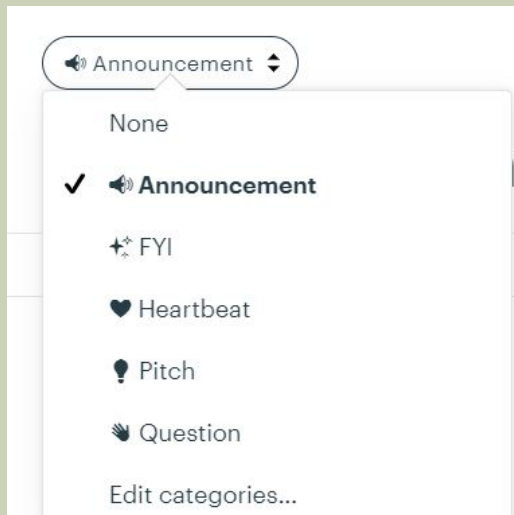 Announcement
None
Announcement
FYI
Heartbeat
Pitch
Question
Edit categories...